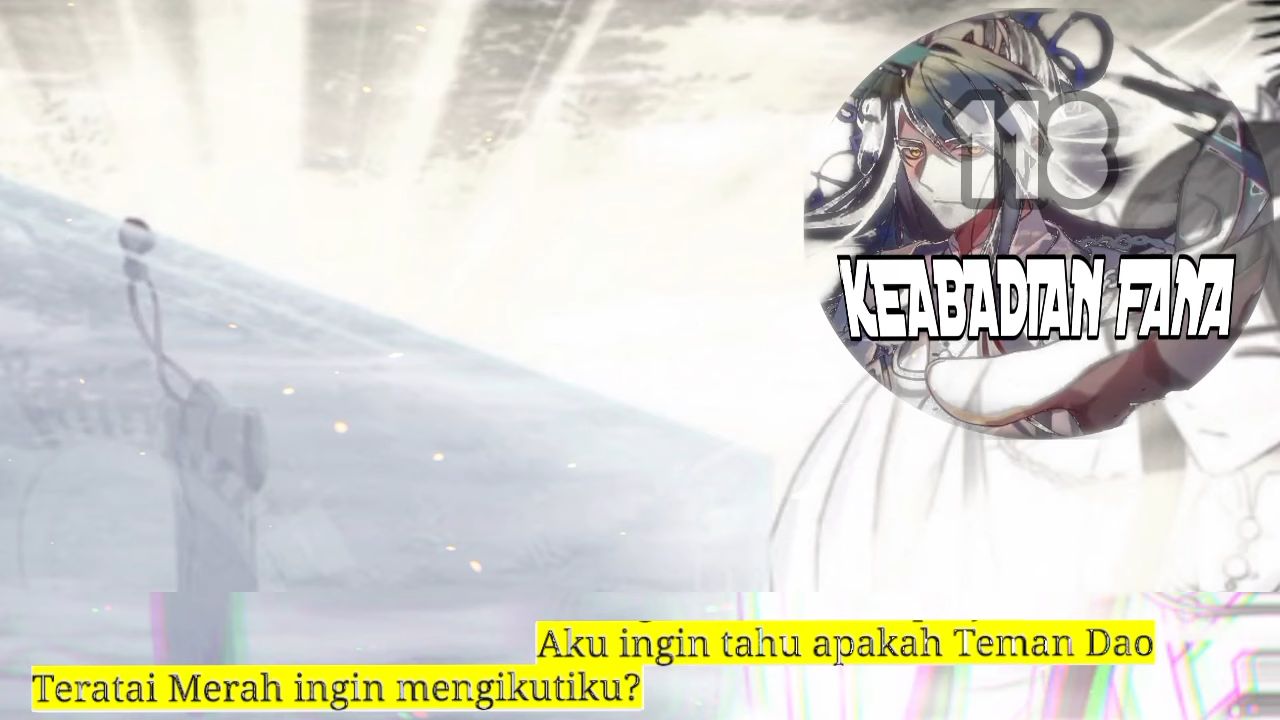 118
KEABADIAN FANA
Aku ingin tahu apakah Teman Dao
Teratai Merah ingin mengikutiku?